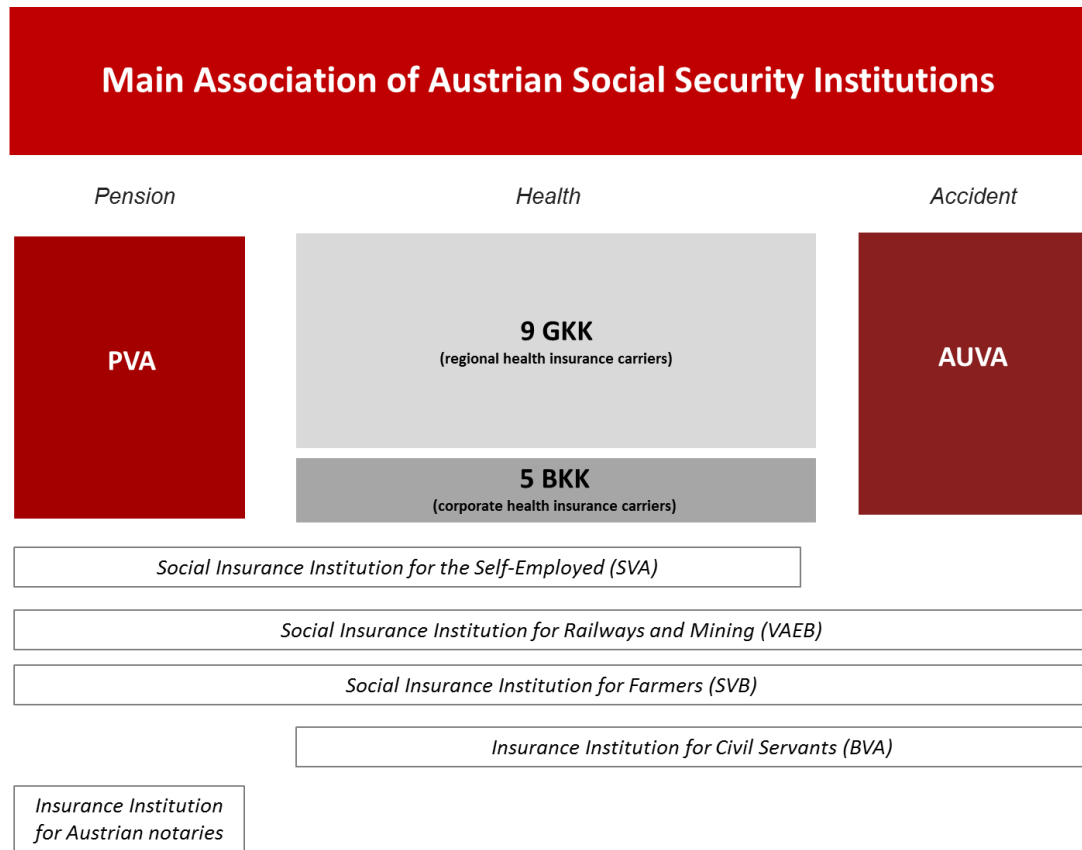 Main Association of Austrian Social Security Institutions
Pension
Health
Accident
PVA
9 GKK
(regional health insurance carriers)
AUVA
5 BKK
(corporate health insurance carriers)
Social Insurance Institution for the Self-Employed (SVA)
Social Insurance Institution for Railways and Mining (VAEB)
Social Insurance Institution for Farmers (SVB)
Insurance Institution for Civil Servants (BVA)
Insurance Institution
for Austrian notaries